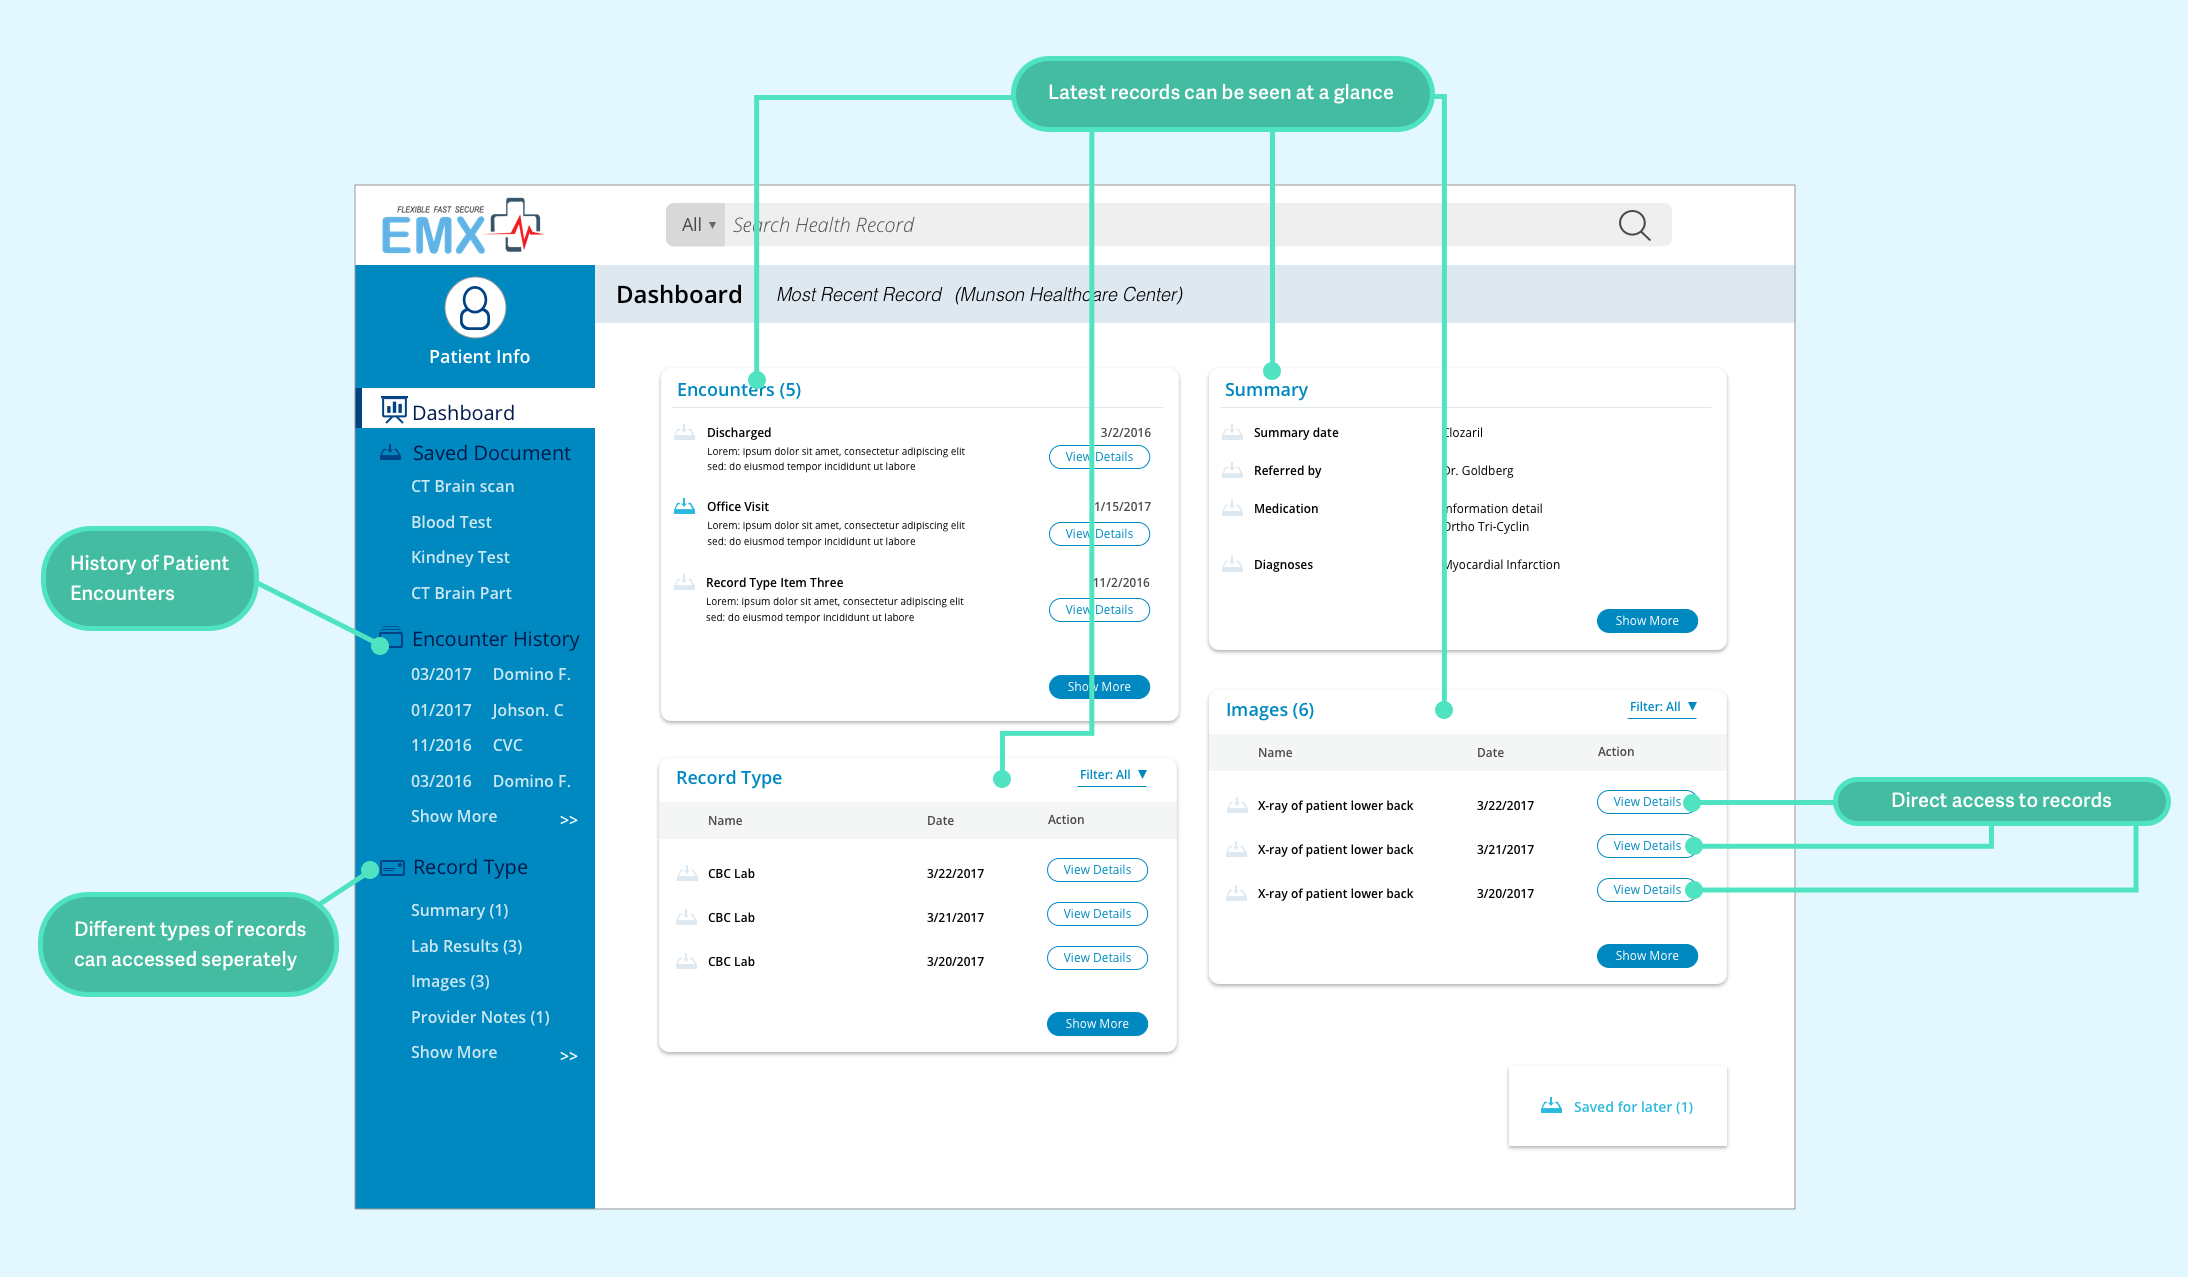 Latest records can be seen at a glance
FLEXIBLE FAST SECURE
EMX
All ▾ Search Health Record
Patient Info
Dashboard
Saved Document
CT Brain scan
Blood Test
Kindney Test
CT Brain Part
Encounter History
03/2017 Domino F.
01/2017 Johson. C
11/2016 CVC
03/2016 Domino F.
Show More >>
Record Type
Summary (1)
Lab Results (3)
Images (3)
Provider Notes (1)
Show More >>
History of Patient
Encounters
Different types of records
can accessed seperately
Dashboard Most Recent Record (Munson Healthcare Center)
Encounters (5)
Discharged 3/2/2016
Lorem: ipsum dolor sit amet, consectetur adipiscing elit
sed: do eiusmod tempor incididunt ut labore
View Details
Office Visit 1/15/2017
Lorem: ipsum dolor sit amet, consectetur adipiscing elit
sed: do eiusmod tempor incididunt ut labore
View Details
Record Type Item Three 11/2/2016
Lorem: ipsum dolor sit amet, consectetur adipiscing elit
sed: do eiusmod tempor incididunt ut labore
View Details
Show More
Summary
Summary date Clozaril
Referred by Dr. Goldberg
Medication Information detail
Ortho Tri-Cyclin
Diagnoses Myocardial Infarction
Show More
Record Type Filter: All ▼
Name Date Action
CBC Lab 3/22/2017 View Details
CBC Lab 3/21/2017 View Details
CBC Lab 3/20/2017 View Details
Show More
Images (6) Filter: All ▼
Name Date Action
X-ray of patient lower back 3/22/2017 View Details
X-ray of patient lower back 3/21/2017 View Details
X-ray of patient lower back 3/20/2017 View Details
Show More
Direct access to records
Saved for later (1)